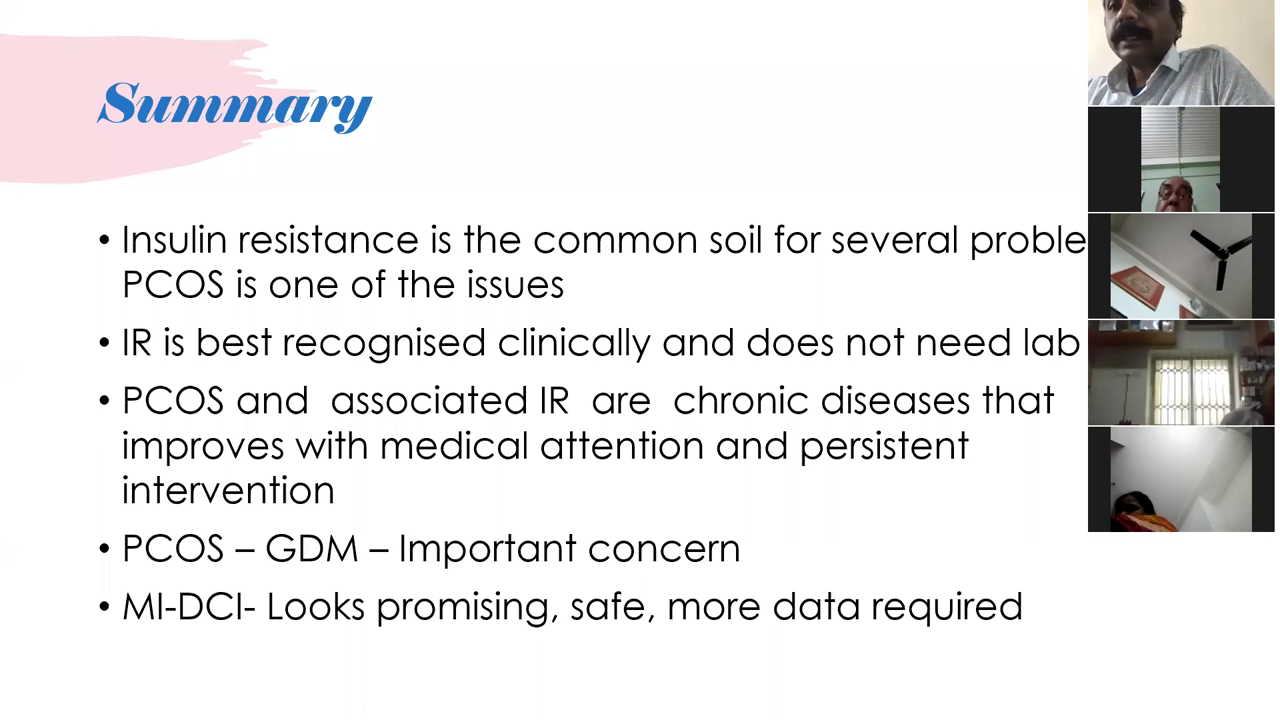 Summary
• Insulin resistance is the common soil for several
PCOS is one of the issues
• IR is best recognised clinically and does not need lab
• PCOS and associated IR are chronic diseases that
improves with medical attention and persistent
intervention
• PCOS – GDM – Important concern
• MI-DCI- Looks promising, safe, more data required